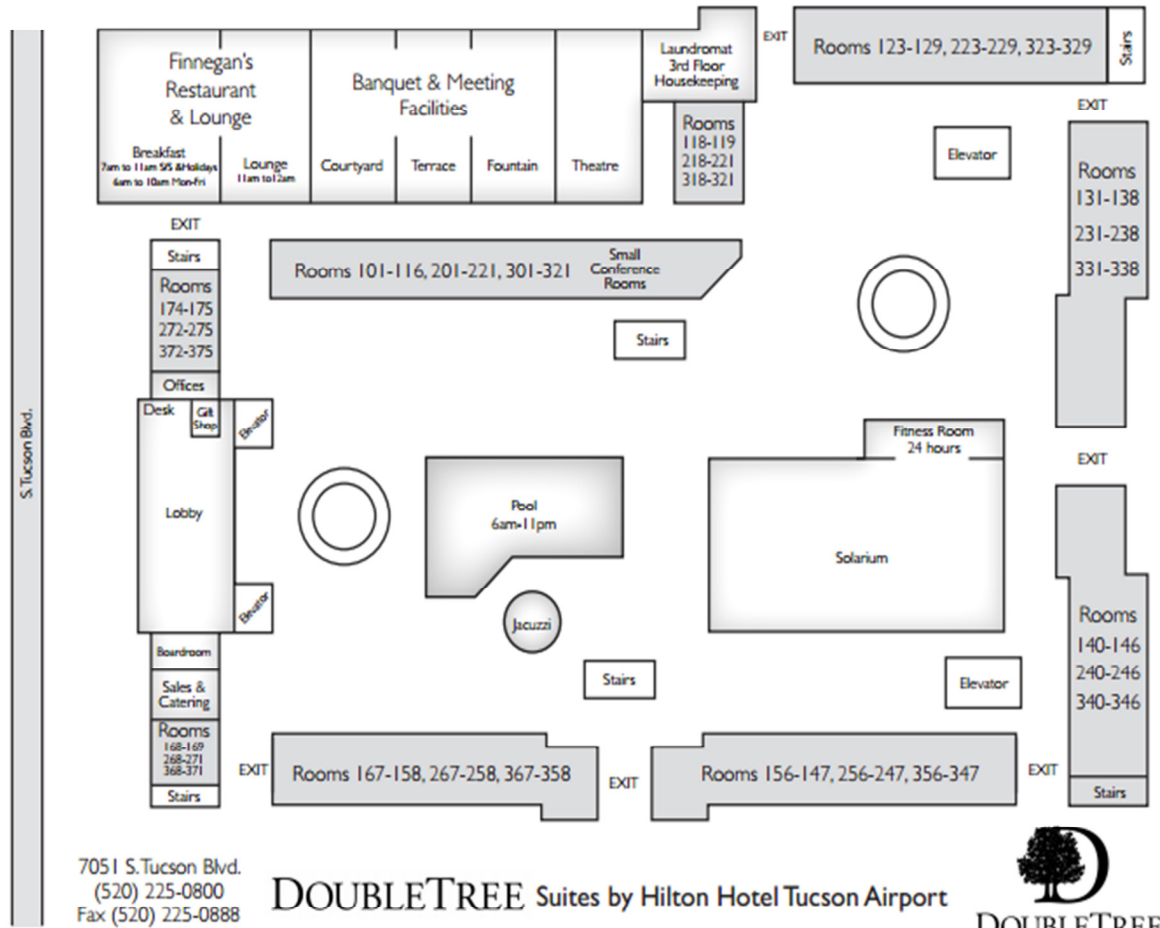 S. Tucson Blvd.
Finnegan's
Restaurant
& Lounge
Breakfast
7am to 11am S/S & Holidays
6am to 10am Mon-Fri
Lounge
11am to 12am
Banquet & Meeting
Facilities
Courtyard
Terrace
Fountain
Theatre
Laundromat
3rd Floor
Housekeeping
Rooms
118-119
218-221
318-321
EXIT
Rooms 123-129, 223-229, 323-329
Stairs
EXIT
Elevator
Rooms
131-138
231-238
331-338
EXIT
Stairs
Rooms
174-175
272-275
372-375
Offices
Rooms 101-116, 201-221, 301-321
Small
Conference
Rooms
Stairs
Desk
Gift
Shop
Elevator
Lobby
Elevator
Pool
6am-11pm
Jacuzzi
Fitness Room
24 hours
Solarium
EXIT
Rooms
140-146
240-246
340-346
Stairs
Boardroom
Sales &
Catering
Rooms
168-169
268-271
368-371
Stairs
Stairs
Elevator
EXIT
Rooms 167-158, 267-258, 367-358
EXIT
Rooms 156-147, 256-247, 356-347
EXIT
7051 S. Tucson Blvd.
(520) 225-0800
Fax (520) 225-0888
DOUBLETREE Suites by Hilton Hotel Tucson Airport
D
DOUBLETREE